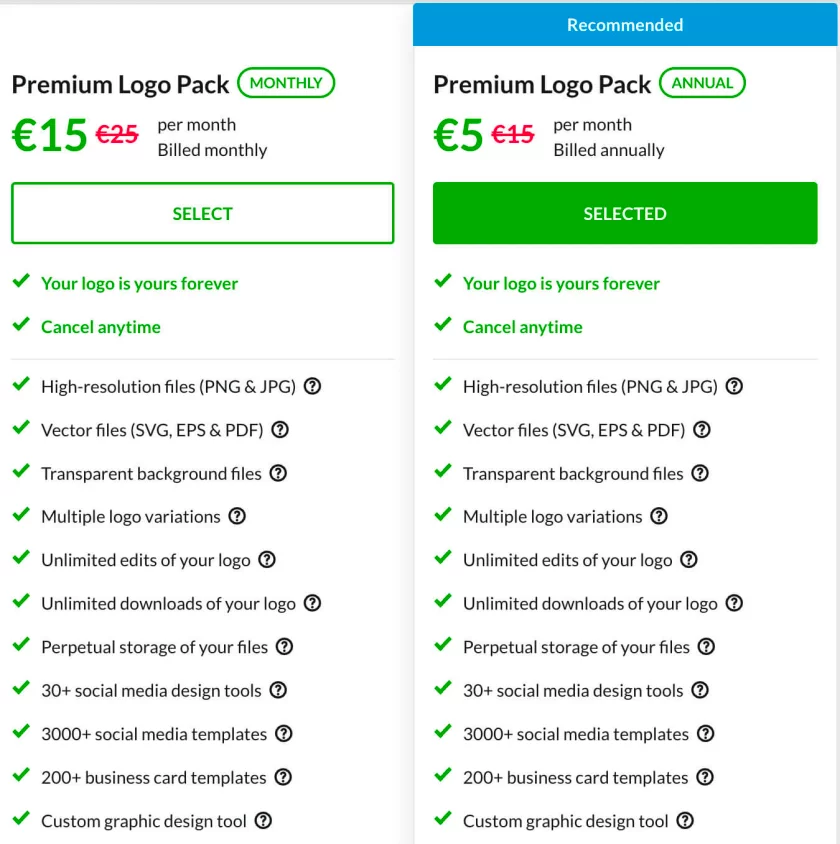 Recommended
Premium Logo Pack MONTHLY
€15 €25 per month
Billed monthly
SELECT
Your logo is yours forever
Cancel anytime
High-resolution files (PNG & JPG) ?
Vector files (SVG, EPS & PDF) ?
Transparent background files ?
Multiple logo variations ?
Unlimited edits of your logo ?
Unlimited downloads of your logo ?
Perpetual storage of your files ?
30+ social media design tools ?
3000+ social media templates ?
200+ business card templates ?
Custom graphic design tool ?
Premium Logo Pack ANNUAL
€5 €15 per month
Billed annually
SELECTED
Your logo is yours forever
Cancel anytime
High-resolution files (PNG & JPG) ?
Vector files (SVG, EPS & PDF) ?
Transparent background files ?
Multiple logo variations ?
Unlimited edits of your logo ?
Unlimited downloads of your logo ?
Perpetual storage of your files ?
30+ social media design tools ?
3000+ social media templates ?
200+ business card templates ?
Custom graphic design tool ?